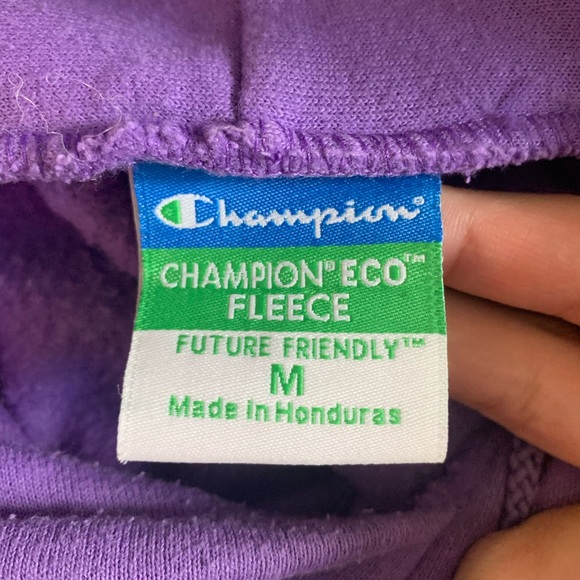 Champion®
CHAMPION® ECO™
FLEECE
FUTURE FRIENDLY™
M
Made in Honduras